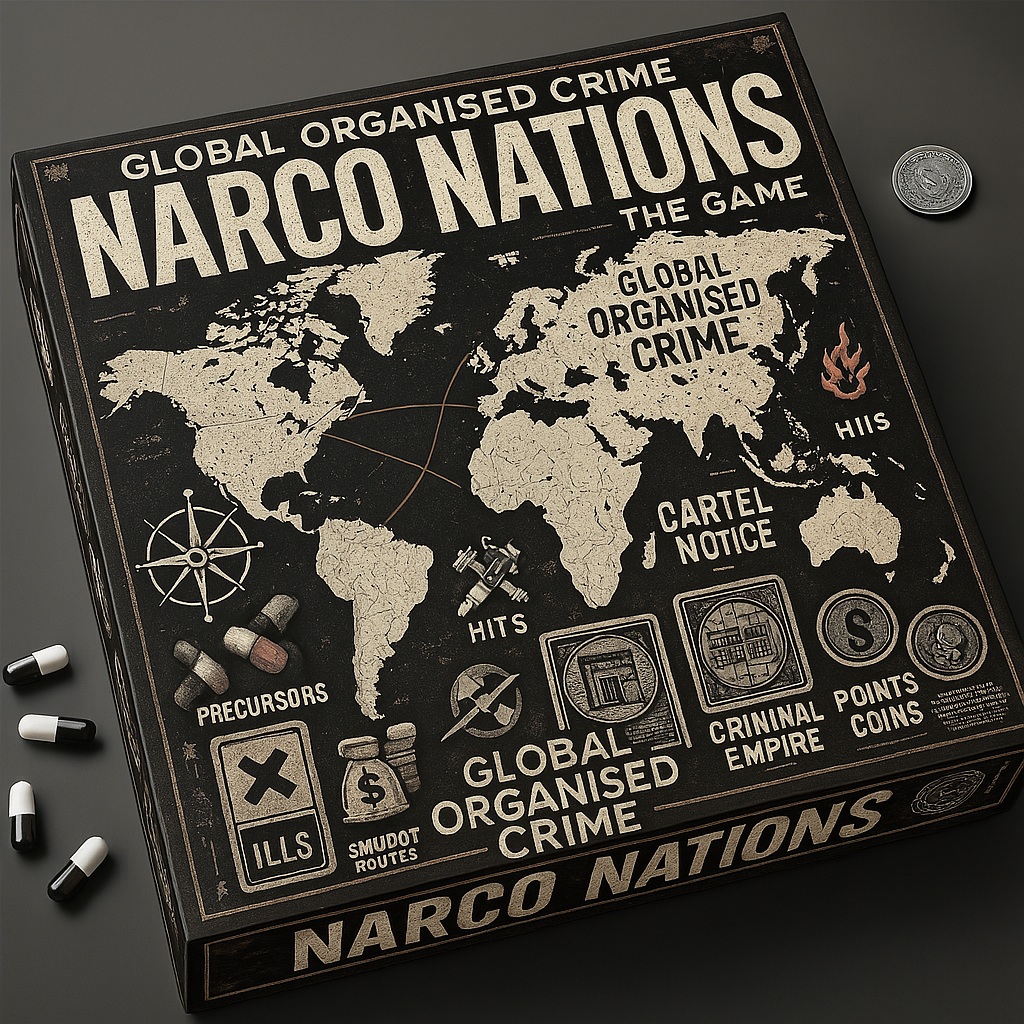 GLOBAL ORGANISED CRIME
NARCO NATIONS
THE GAME
GLOBAL
ORGANISED
CRIME
HIIS
CARTEL
NOTICE
HITS
PRECURSORS
POINTS
COINS
CRININAL
EMPIRE
S
X
ILLS
$
SMUDOT
ROUTES
GLOBAL
ORGANISED
CRIME
NARCO NATIONS